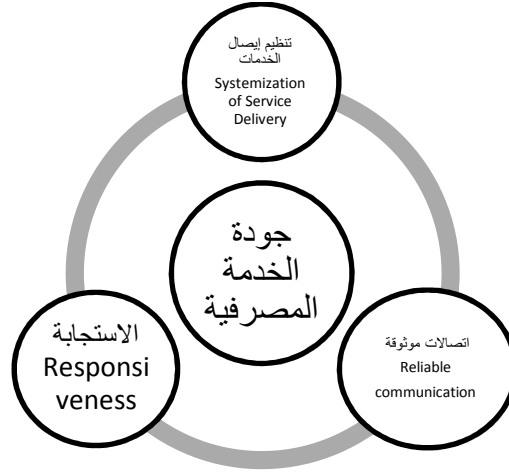 تنظيم إيصال
الخدمات
Systemization
of Service
Delivery
جودة
الخدمة
المصرفية
الاستجابة
Responsi
veness
اتصالات موثوقة
Reliable
communication